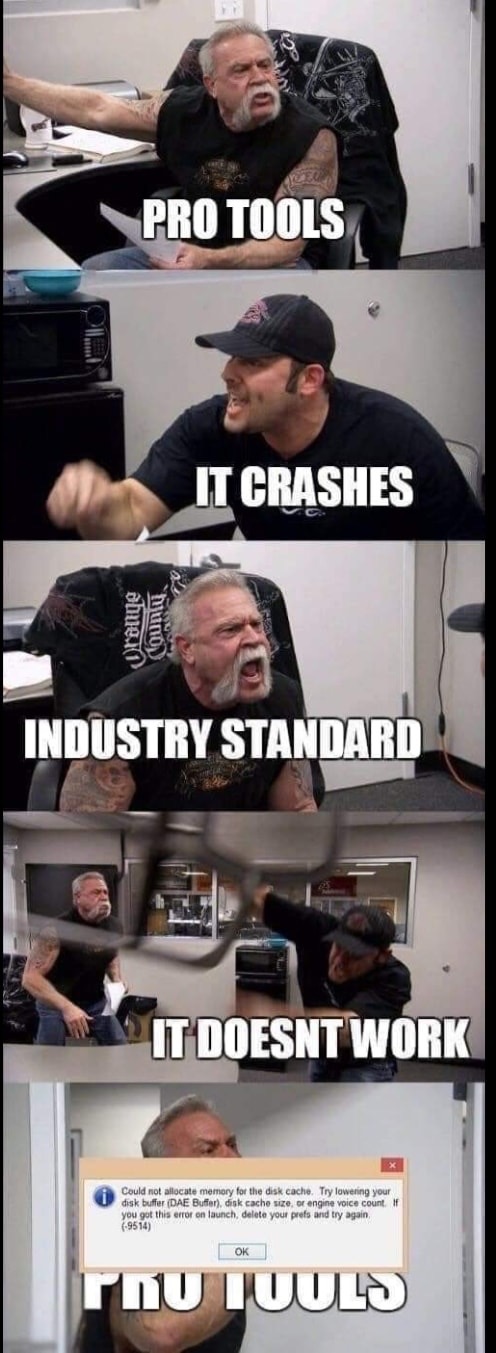 PRO TOOLS
IT CRASHES
Orange
County
INDUSTRY STANDARD
IT DOESNT WORK
Could not allocate memory for the disk cache. Try lowering your
disk buffer (DAE Buffer), disk cache size, or engine voice count. If
you got this error on launch, delete your prefs and try again.
(-9514)
OK
PRO TOOLS